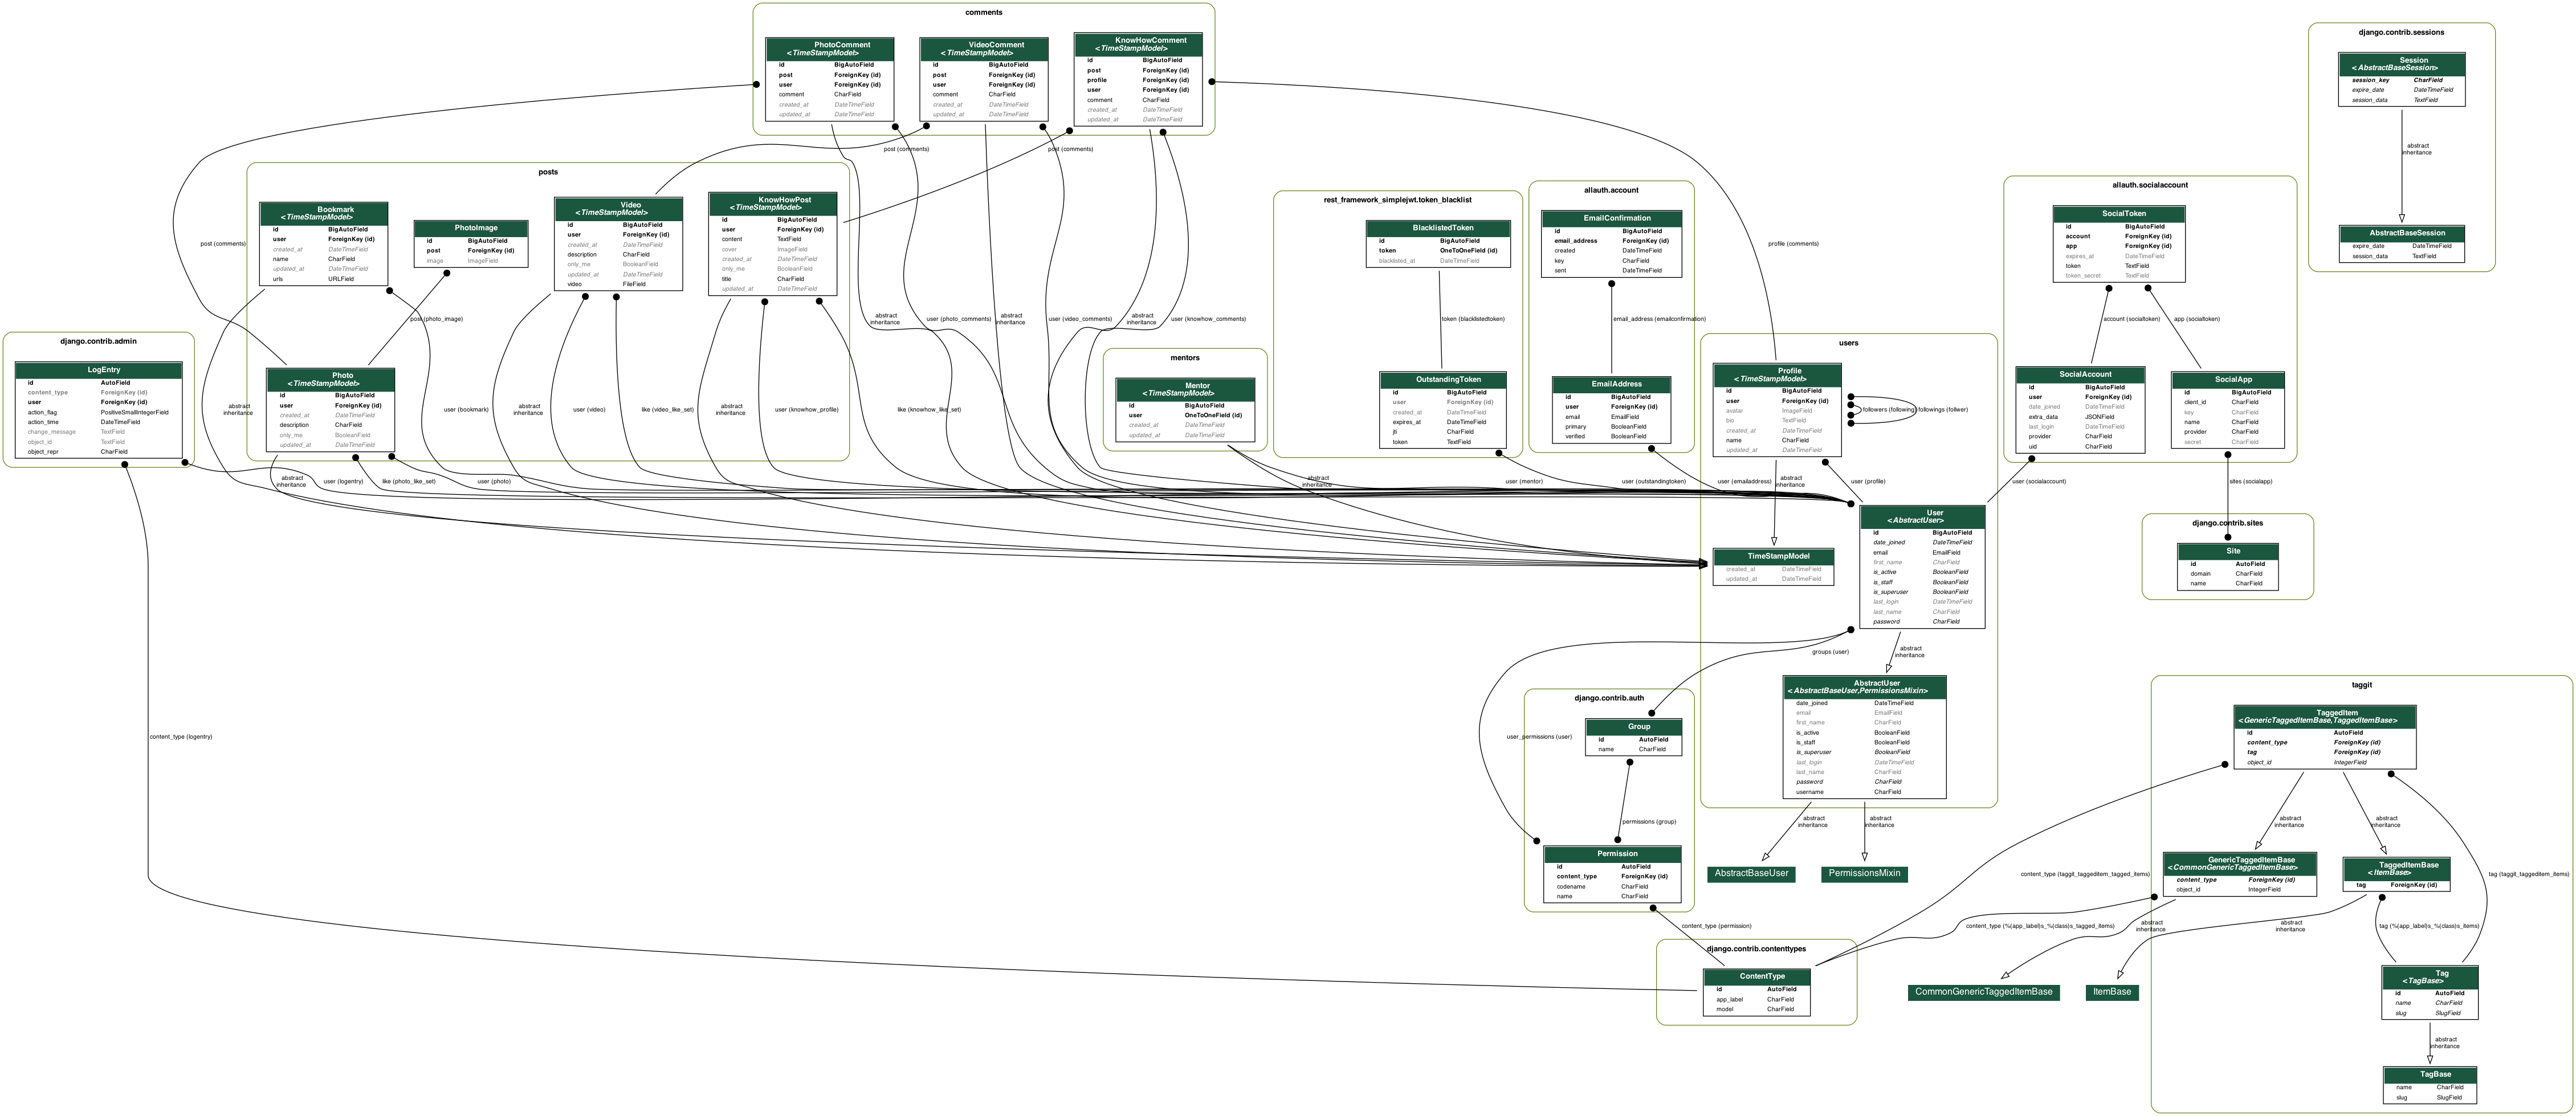 comments
PhotoComment
<TimeStampModel>
id BigAutoField
post ForeignKey (id)
user ForeignKey (id)
comment CharField
created_at DateTimeField
updated_at DateTimeField
VideoComment
<TimeStampModel>
id BigAutoField
post ForeignKey (id)
user ForeignKey (id)
comment CharField
created_at DateTimeField
updated_at DateTimeField
KnowHowComment
<TimeStampModel>
id BigAutoField
post ForeignKey (id)
profile ForeignKey (id)
user ForeignKey (id)
comment CharField
created_at DateTimeField
updated_at DateTimeField
django.contrib.sessions
Session
<AbstractBaseSession>
session_key CharField
expire_date DateTimeField
session_data TextField
abstract
inheritance
AbstractBaseSession
expire_date DateTimeField
session_data TextField
post (comments)
post (comments)
post (comments)
profile (comments)
posts
Bookmark
<TimeStampModel>
id BigAutoField
user ForeignKey (id)
created_at DateTimeField
name CharField
updated_at DateTimeField
urls URLField
PhotoImage
id BigAutoField
post ForeignKey (id)
image ImageField
Video
<TimeStampModel>
id BigAutoField
user ForeignKey (id)
created_at DateTimeField
description CharField
only_me BooleanField
updated_at DateTimeField
video FileField
KnowHowPost
<TimeStampModel>
id BigAutoField
user ForeignKey (id)
content TextField
cover ImageField
created_at DateTimeField
only_me BooleanField
title CharField
updated_at DateTimeField
post (photo_image)
Photo
<TimeStampModel>
id BigAutoField
user ForeignKey (id)
created_at DateTimeField
description CharField
only_me BooleanField
updated_at DateTimeField
rest_framework_simplejwt.token_blacklist
BlacklistedToken
id BigAutoField
token OneToOneField (id)
blacklisted_at DateTimeField
token (blacklistedtoken)
OutstandingToken
id BigAutoField
user ForeignKey (id)
created_at DateTimeField
expires_at DateTimeField
jti CharField
token TextField
allauth.account
EmailConfirmation
id BigAutoField
email_address ForeignKey (id)
created DateTimeField
key CharField
sent DateTimeField
email_address (emailconfirmation)
EmailAddress
id BigAutoField
user ForeignKey (id)
email EmailField
primary BooleanField
verified BooleanField
allauth.socialaccount
SocialToken
id BigAutoField
account ForeignKey (id)
app ForeignKey (id)
expires_at DateTimeField
token TextField
token_secret TextField
account (socialtoken)
app (socialtoken)
SocialAccount
id BigAutoField
user ForeignKey (id)
date_joined DateTimeField
extra_data JSONField
last_login DateTimeField
provider CharField
uid CharField
SocialApp
id BigAutoField
client_id CharField
key CharField
name CharField
provider CharField
secret CharField
abstract
inheritance
user (photo_comments)
abstract
inheritance
user (video_comments)
abstract
inheritance
user (knowhow_comments)
django.contrib.admin
LogEntry
id AutoField
content_type ForeignKey (id)
user ForeignKey (id)
action_flag PositiveSmallIntegerField
action_time DateTimeField
change_message TextField
object_id TextField
object_repr CharField
mentors
Mentor
<TimeStampModel>
id BigAutoField
user OneToOneField (id)
created_at DateTimeField
updated_at DateTimeField
users
Profile
<TimeStampModel>
id BigAutoField
user ForeignKey (id)
avatar ImageField
bio TextField
created_at DateTimeField
name CharField
updated_at DateTimeField
followers (following)
followings (follwer)
abstract
inheritance
user (bookmark)
abstract
inheritance
user (video)
like (video_like_set)
abstract
inheritance
user (knowhow_profile)
like (knowhow_like_set)
abstract
inheritance
user (logentry)
like (photo_like_set)
user (photo)
abstract
inheritance
user (mentor)
user (outstandingtoken)
user (emailaddress)
abstract
inheritance
user (profile)
user (socialaccount)
sites (socialapp)
User
<AbstractUser>
id BigAutoField
date_joined DateTimeField
email EmailField
first_name CharField
is_active BooleanField
is_staff BooleanField
is_superuser BooleanField
last_login DateTimeField
last_name CharField
password CharField
TimeStampModel
created_at DateTimeField
updated_at DateTimeField
django.contrib.sites
Site
id AutoField
domain CharField
name CharField
groups (user)
abstract
inheritance
AbstractUser
<AbstractBaseUser,PermissionsMixin>
date_joined DateTimeField
email EmailField
first_name CharField
is_active BooleanField
is_staff BooleanField
is_superuser BooleanField
last_login DateTimeField
last_name CharField
password CharField
username CharField
django.contrib.auth
Group
id AutoField
name CharField
user_permissions (user)
content_type (logentry)
permissions (group)
Permission
id AutoField
content_type ForeignKey (id)
codename CharField
name CharField
abstract
inheritance
abstract
inheritance
AbstractBaseUser
PermissionsMixin
taggit
TaggedItem
<GenericTaggedItemBase,TaggedItemBase>
id AutoField
content_type ForeignKey (id)
tag ForeignKey (id)
object_id IntegerField
abstract
inheritance
abstract
inheritance
GenericTaggedItemBase
<CommonGenericTaggedItemBase>
content_type ForeignKey (id)
object_id IntegerField
TaggedItemBase
<ItemBase>
tag ForeignKey (id)
content_type (taggit_taggeditem_tagged_items)
tag (taggit_taggeditem_items)
content_type (permission)
content_type (%(app_label)s_%(class)s_tagged_items)
abstract
inheritance
abstract
inheritance
tag (%(app_label)s_%(class)s_items)
django.contrib.contenttypes
ContentType
id AutoField
app_label CharField
model CharField
CommonGenericTaggedItemBase
ItemBase
Tag
<TagBase>
id AutoField
name CharField
slug SlugField
abstract
inheritance
TagBase
name CharField
slug SlugField